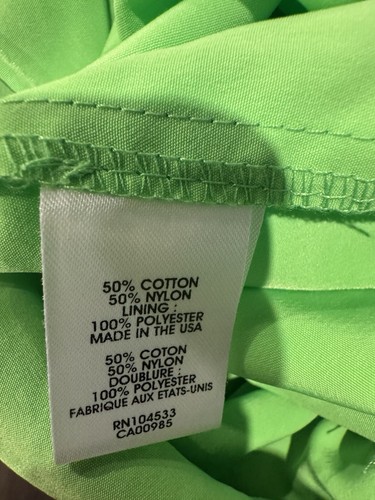 50% COTTON
50% NYLON
LINING :
100% POLYESTER
MADE IN THE USA
50% COTON
50% NYLON
DOUBLURE :
100% POLYESTER
FABRIQUE AUX ETATS-UNIS
RN104533
CA00985